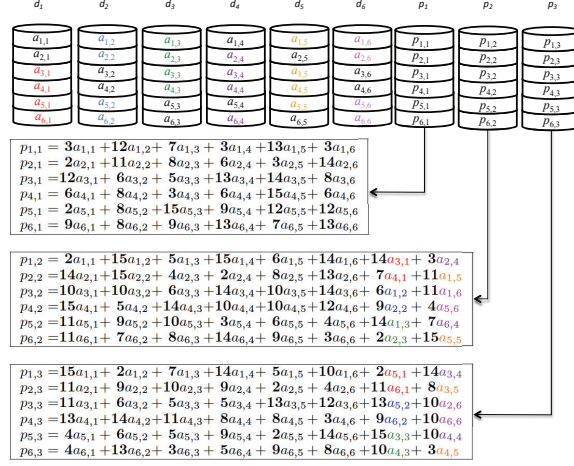 d1 d2 d3 d4 d5 d6 p1 p2 p3
a1,1 a1,2 a1,3 a1,4 a1,5 a1,6 p1,1 p1,2 p1,3
a2,1 a2,2 a2,3 a2,4 a2,5 a2,6 p2,1 p2,2 p2,3
a3,1 a3,2 a3,3 a3,4 a3,5 a3,6 p3,1 p3,2 p3,3
a4,1 a4,2 a4,3 a4,4 a4,5 a4,6 p4,1 p4,2 p4,3
a5,1 a5,2 a5,3 a5,4 a5,5 a5,6 p5,1 p5,2 p5,3
a6,1 a6,2 a6,3 a6,4 a6,5 a6,6 p6,1 p6,2 p6,3
p1,1 = 3a1,1 +12a1,2 + 7a1,3 + 3a1,4 +13a1,5 + 3a1,6
p2,1 = 2a2,1 +11a2,2 + 8a2,3 + 6a2,4 + 3a2,5 +14a2,6
p3,1 =12a3,1 + 6a3,2 + 5a3,3 +13a3,4 +14a3,5 + 8a3,6
p4,1 = 6a4,1 + 8a4,2 + 3a4,3 + 6a4,4 +15a4,5 + 6a4,6
p5,1 = 2a5,1 + 8a5,2 +15a5,3 + 9a5,4 +12a5,5 +12a5,6
p6,1 = 9a6,1 + 8a6,2 + 9a6,3 +13a6,4 + 7a6,5 +13a6,6
p1,2 = 2a1,1 +15a1,2 + 5a1,3 +15a1,4 + 6a1,5 +14a1,6 +14a3,1 + 3a2,4
p2,2 =14a2,1 +15a2,2 + 4a2,3 + 2a2,4 + 8a2,5 +13a2,6 + 7a4,1 +11a1,5
p3,2 =10a3,1 +10a3,2 + 6a3,3 +14a3,4 +10a3,5 +14a3,6 + 6a1,2 +11a1,6
p4,2 =15a4,1 + 5a4,2 +14a4,3 +10a4,4 +10a4,5 +12a4,6 + 9a2,2 + 4a5,6
p5,2 =11a5,1 + 9a5,2 +10a5,3 + 3a5,4 + 6a5,5 + 4a5,6 +14a1,3 + 7a6,4
p6,2 =11a6,1 + 7a6,2 + 8a6,3 +14a6,4 + 9a6,5 + 3a6,6 + 2a2,3 +15a5,5
p1,3 =15a1,1 + 2a1,2 + 7a1,3 +14a1,4 + 5a1,5 +10a1,6 + 2a5,1 +14a3,4
p2,3 =11a2,1 + 9a2,2 +10a2,3 + 9a2,4 + 2a2,5 + 4a2,6 +11a6,1 + 8a3,5
p3,3 =11a3,1 + 6a3,2 + 5a3,3 + 5a3,4 +13a3,5 +12a3,6 +13a5,2 +10a2,6
p4,3 =13a4,1 +14a4,2 +11a4,3 + 8a4,4 + 8a4,5 + 3a4,6 + 9a6,2 +10a6,6
p5,3 = 4a5,1 + 6a5,2 + 5a5,3 + 9a5,4 + 2a5,5 +14a5,6 +15a3,3 +10a4,4
p6,3 = 4a6,1 +13a6,2 + 3a6,3 + 5a6,4 + 9a6,5 + 8a6,6 +10a4,3 + 3a4,5